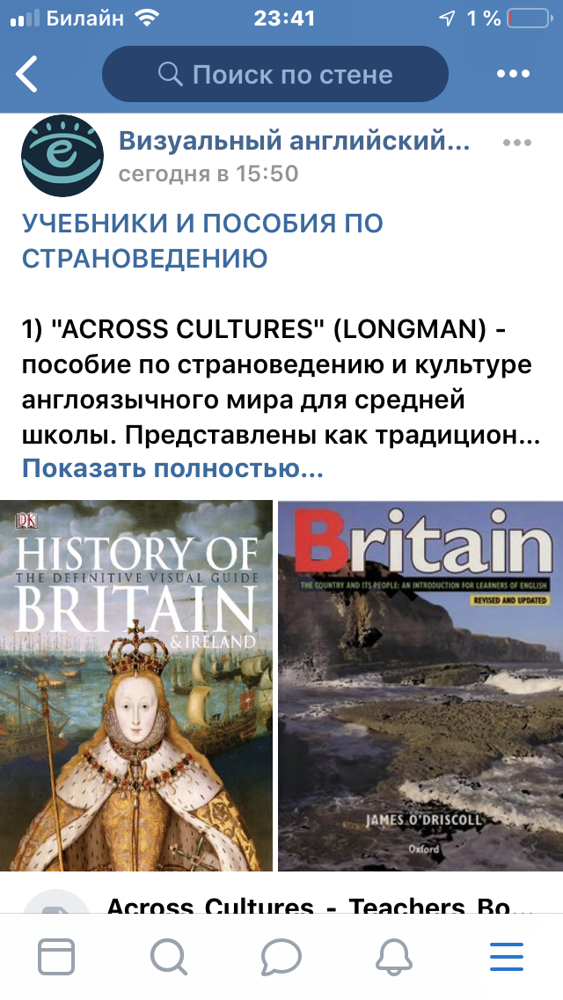 Билайн 23:41 1 %
Поиск по стене
Визуальный английский...
сегодня в 15:50
УЧЕБНИКИ И ПОСОБИЯ ПО
СТРАНОВЕДЕНИЮ
1) "ACROSS CULTURES" (LONGMAN) -
пособие по страноведению и культуре
англоязычного мира для средней
школы. Представлены как традицион...
Показать полностью...
DK
HISTORY OF
THE DEFINITIVE VISUAL GUIDE
BRITAIN
& IRELAND
Britain
THE COUNTRY AND ITS PEOPLE: AN INTRODUCTION FOR LEARNERS OF ENGLISH
REVISED AND UPDATED
JAMES O'DRISCOLL
Oxford
Across Cultures - Teachers Bo...